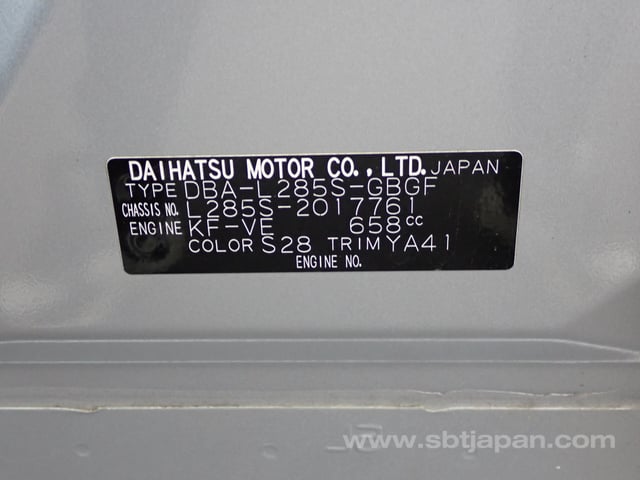 DAIHATSU MOTOR CO., LTD. JAPAN
TYPE DBA-L285S-GBGF
CHASSIS NO. L285S-2017761
ENGINE KF-VE 658cc
COLOR S28 TRIM YA41
ENGINE NO.
www.sbtjapan.com